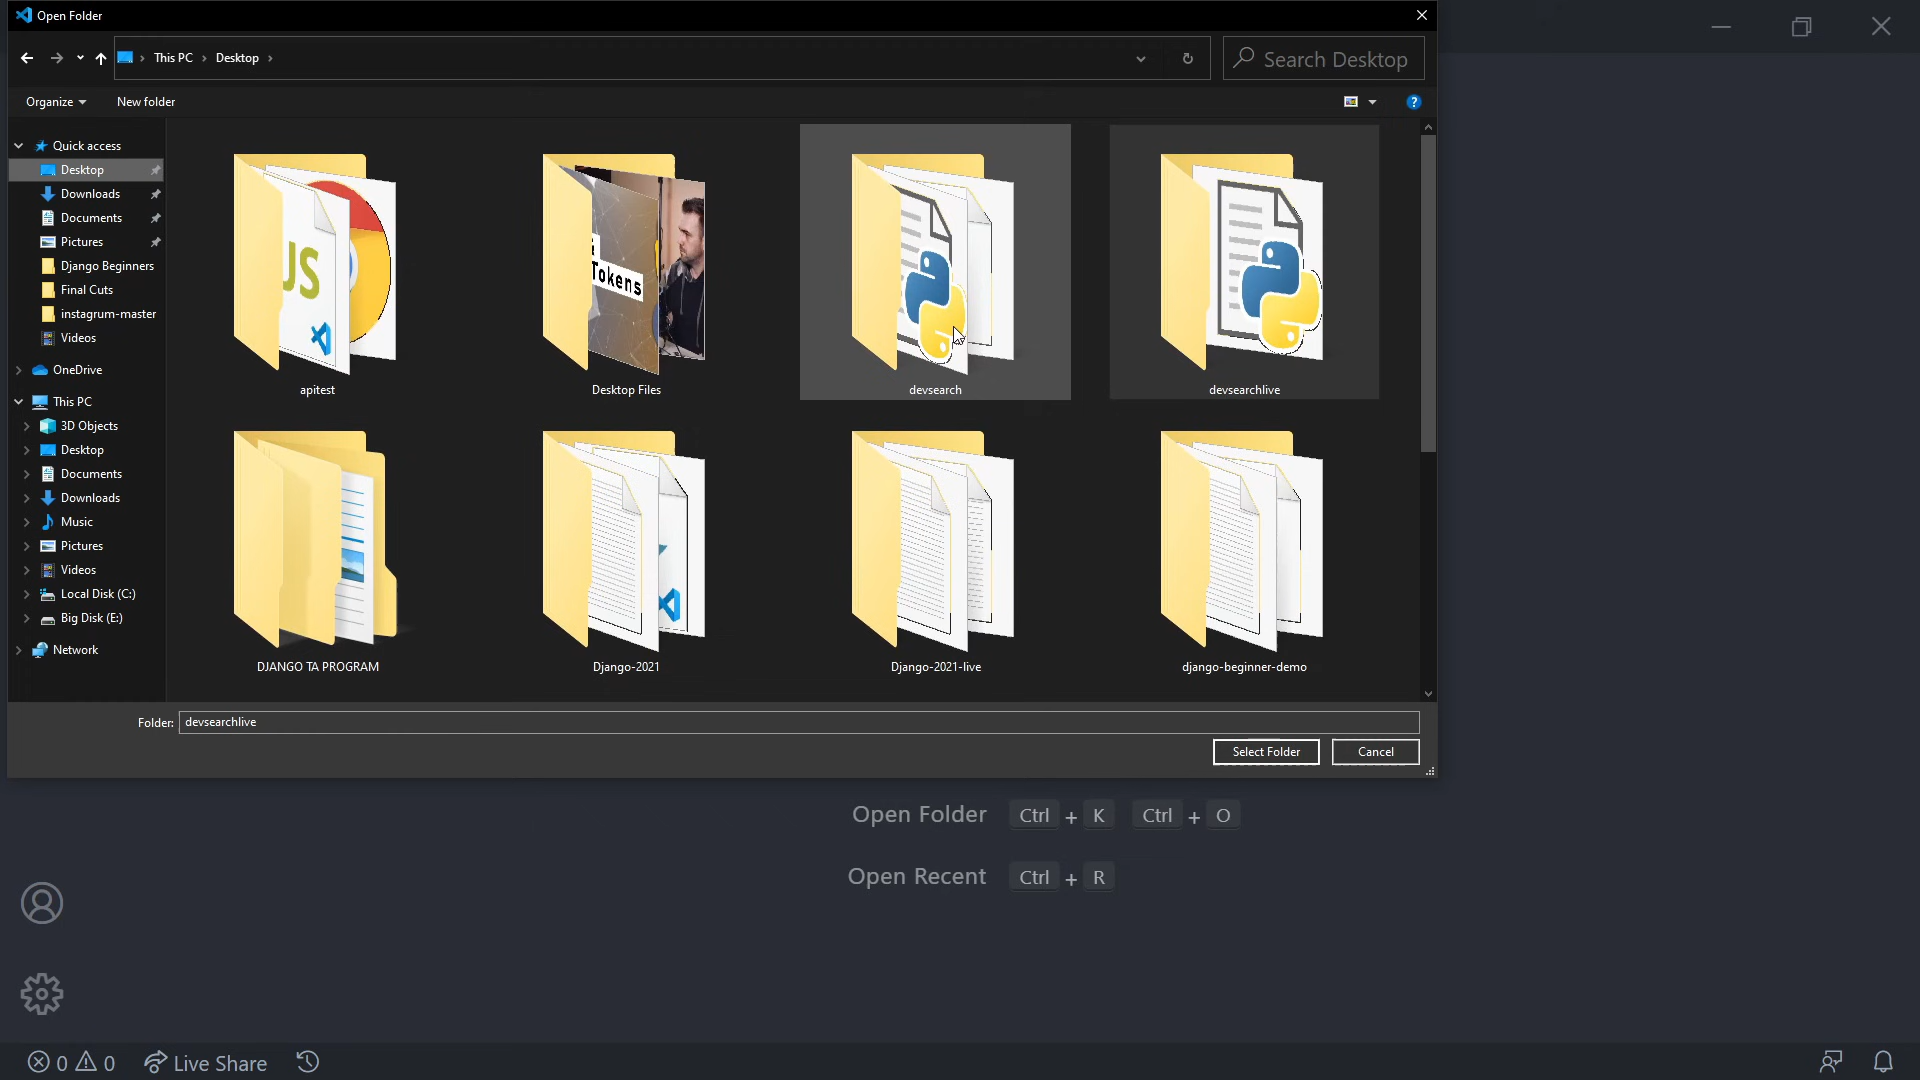 Open Folder
This PC › Desktop ›
Search Desktop
Organize
New folder
?
Quick access
Desktop
Downloads
Documents
Pictures
Django Beginners
Final Cuts
instagrum-master
Videos
OneDrive
This PC
3D Objects
Desktop
Documents
Downloads
Music
Pictures
Videos
Local Disk (C:)
Big Disk (E:)
Network
JS
Tokens
apitest
Desktop Files
devsearch
devsearchlive
DJANGO TA PROGRAM
Django-2021
Django-2021-live
django-beginner-demo
Folder: devsearchlive
Select Folder
Cancel
Open Folder Ctrl + K Ctrl + O
Open Recent Ctrl + R
0 0 Live Share